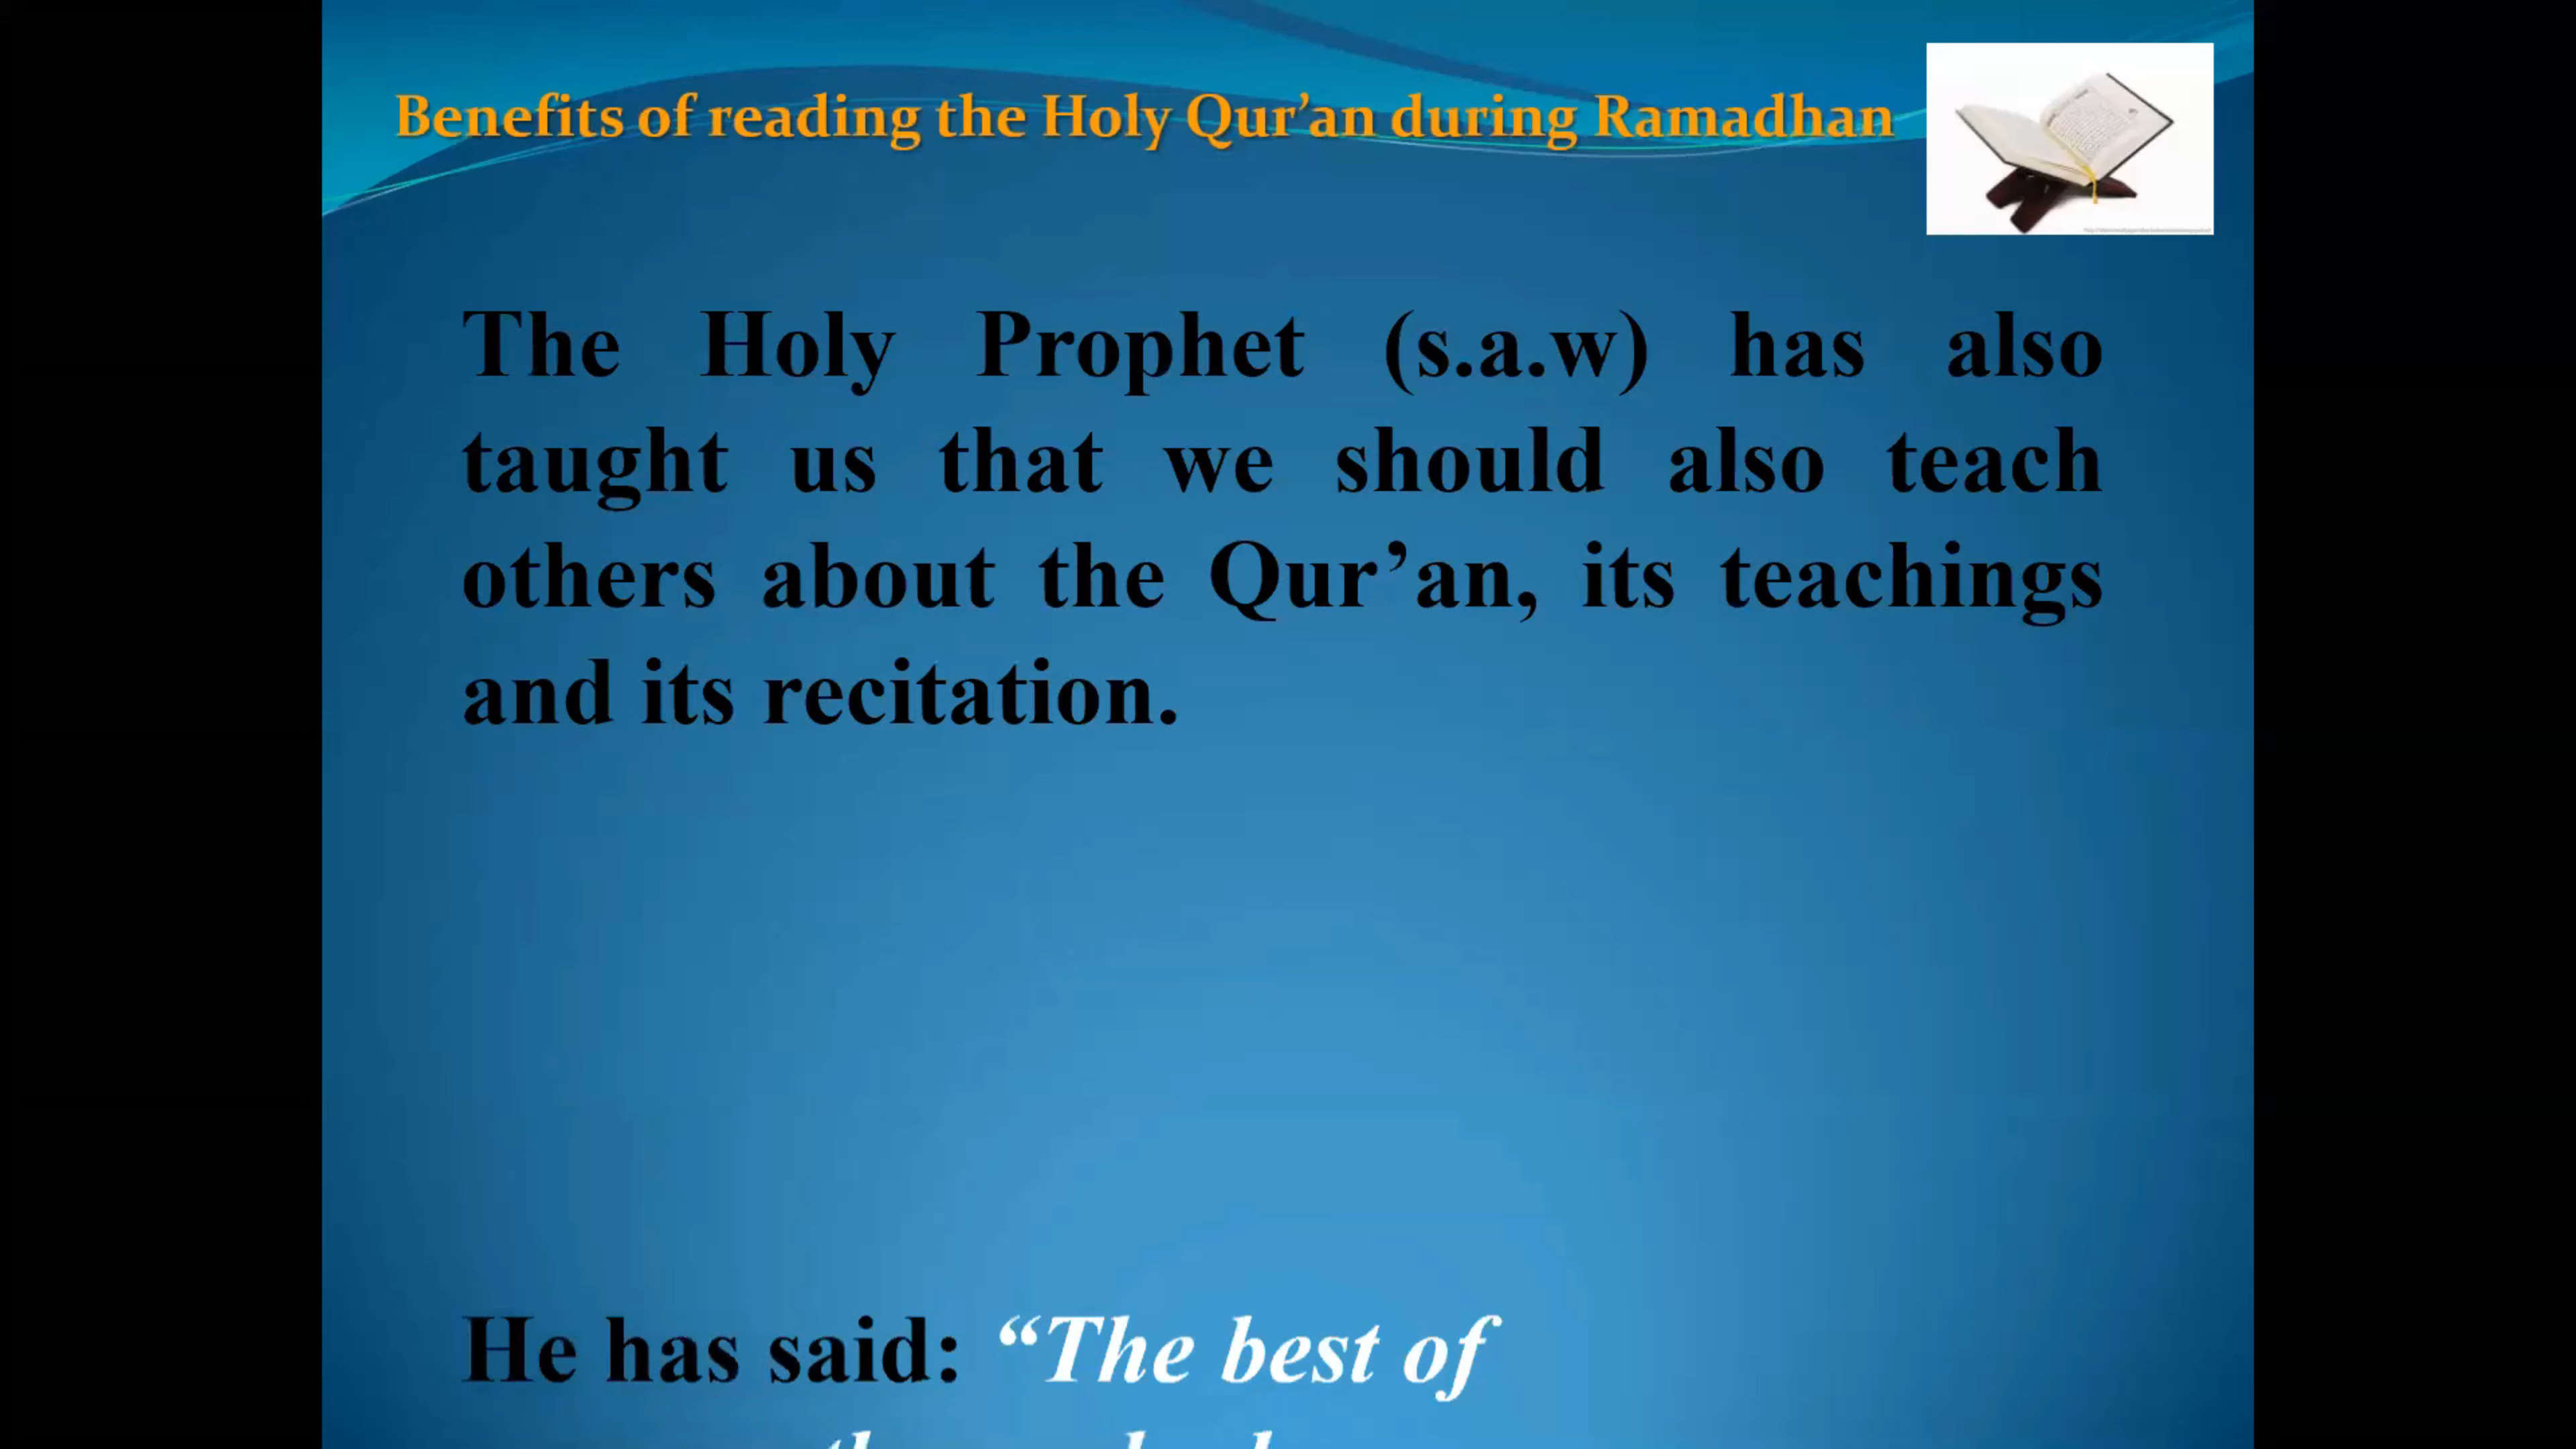 Benefits of reading the Holy Qur’an during Ramadhan
The Holy Prophet (s.a.w) has also
taught us that we should also teach
others about the Qur’an, its teachings
and its recitation.
He has said: “The best of